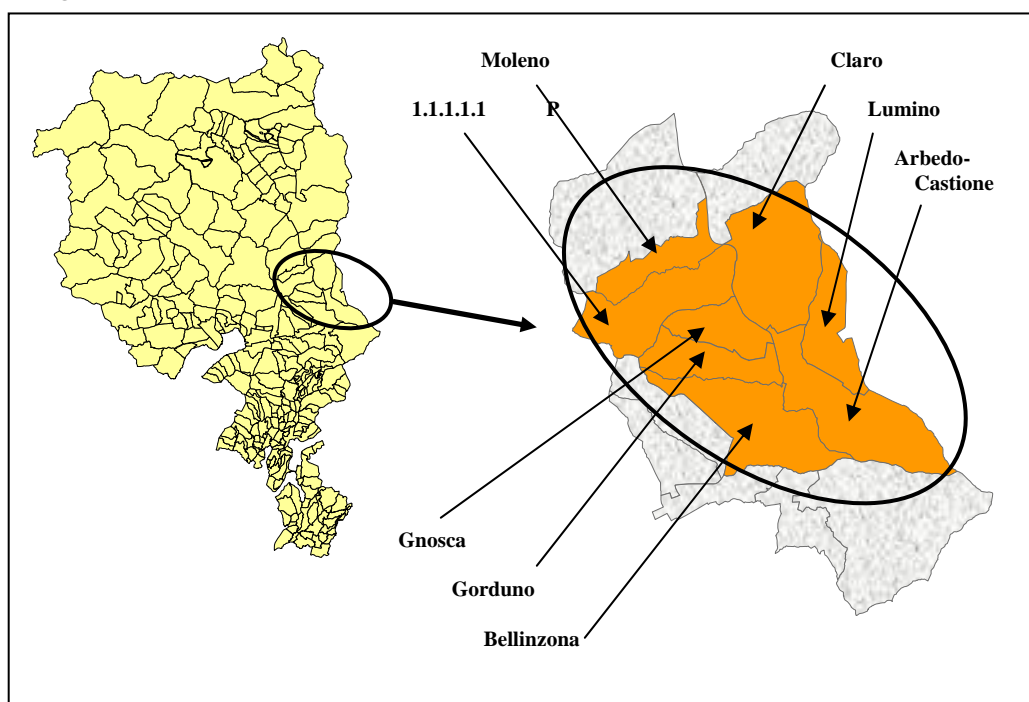 Moleno Claro
1.1.1.1.1 P Lumino
Arbedo-
Castione
Gnosca
Gorduno
Bellinzona